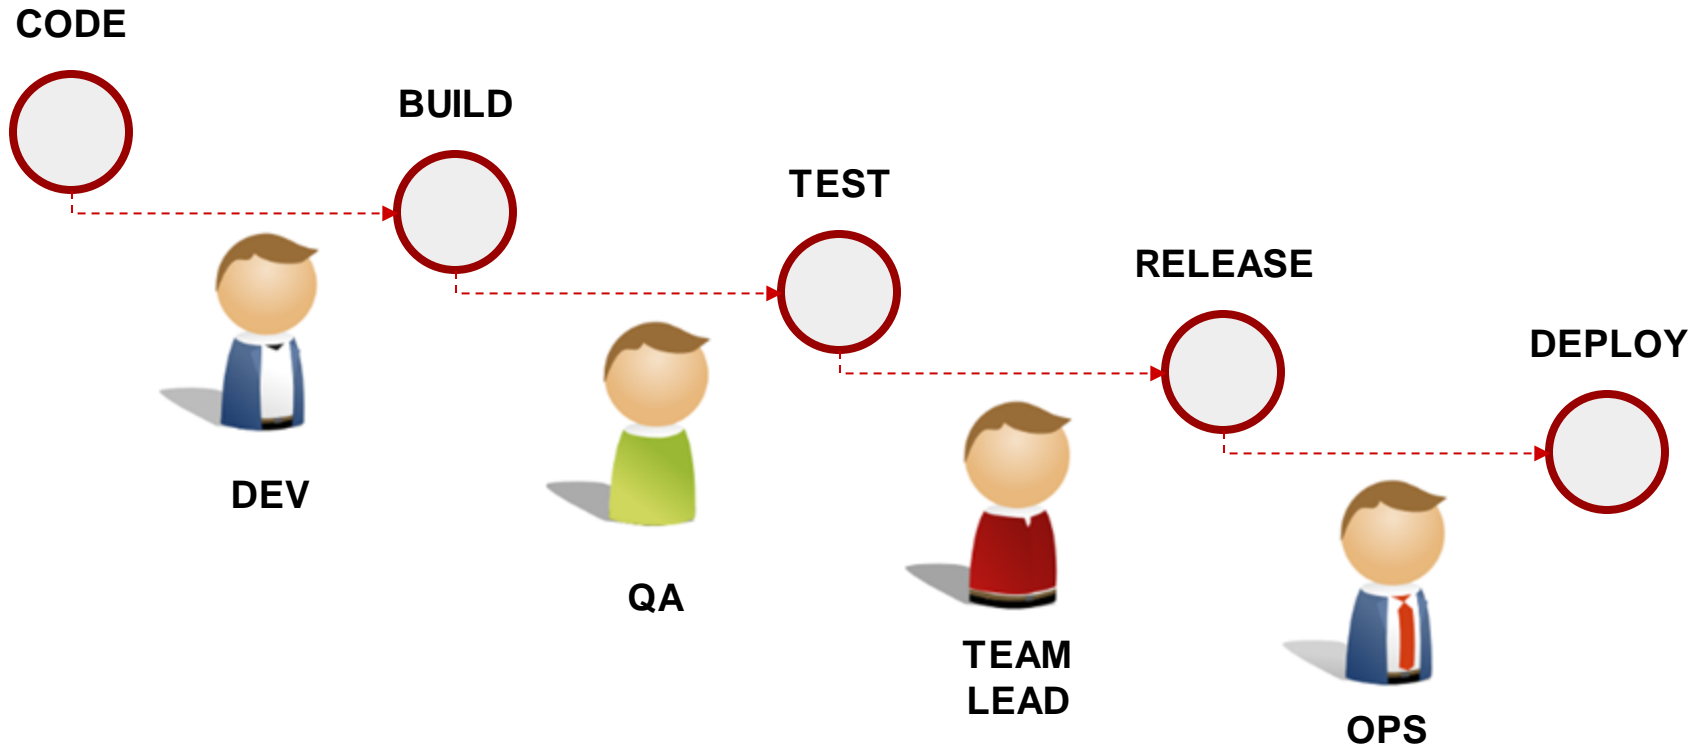 CODE
BUILD
TEST
RELEASE
DEPLOY
DEV
QA
TEAM
LEAD
OPS